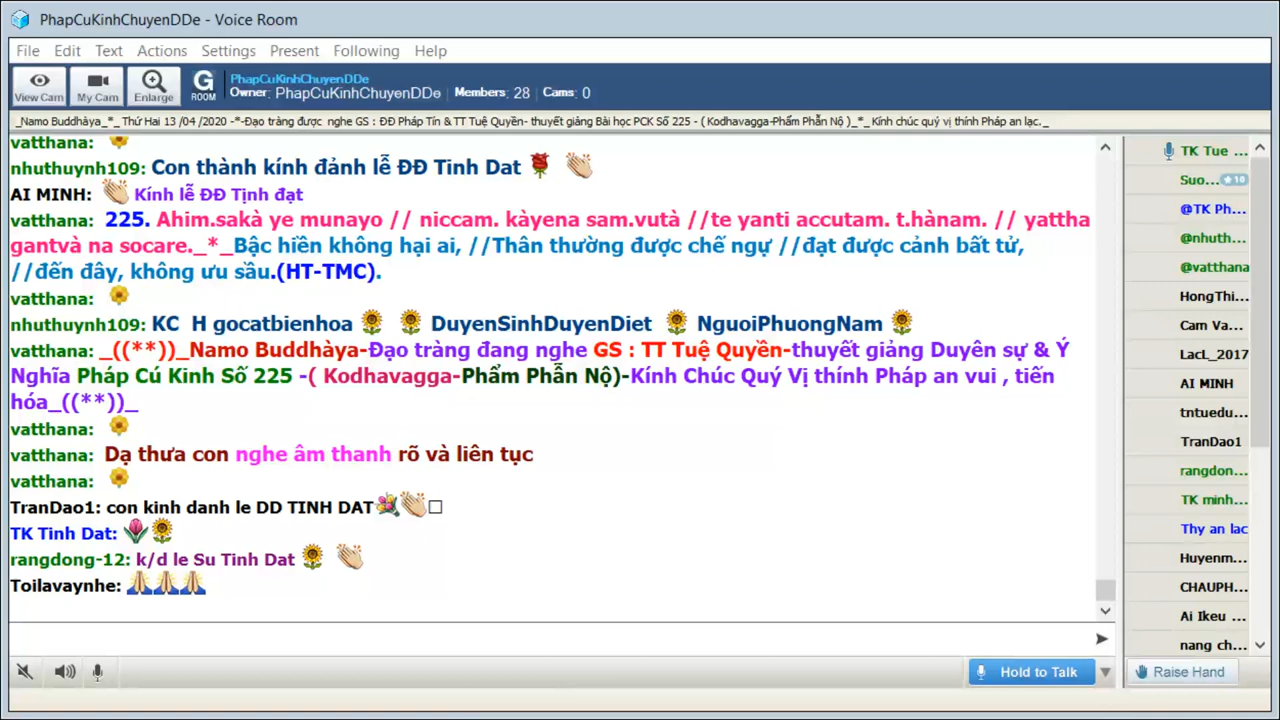 PhapCuKinhChuyenDDe - Voice Room
File Edit Text Actions Settings Present Following Help
View Cam My Cam Enlarge G ROOM
PhapCuKinhChuyenDDe
Owner: PhapCuKinhChuyenDDe Members: 28 Cams: 0
_Namo Buddhàya_*_ Thứ Hai 13 /04 /2020 -*-Đạo tràng được nghe GS : ĐĐ Pháp Tín & TT Tuệ Quyền- thuyết giảng Bài học PCK Số 225 - ( Kodhavagga-Phẩm Phẫn Nộ )_*_ Kính chúc quý vị thính Pháp an lạc._
vatthana:
nhuthuynh109: Con thành kính đảnh lễ ĐĐ Tinh Dat
AI MINH: Kính lễ ĐĐ Tịnh đạt
vatthana: 225. Ahim.sakà ye munayo // niccam. kàyena sam.vutà //te yanti accutam. t.hànam. // yattha
gantvà na socare._*_Bậc hiền không hại ai, //Thân thường được chế ngự //đạt được cảnh bất tử,
//đến đây, không ưu sầu.(HT-TMC).
vatthana:
nhuthuynh109: KC H gocatbienhoa DuyenSinhDuyenDiet NguoiPhuongNam
vatthana: _((**))_Namo Buddhàya-Đạo tràng đang nghe GS : TT Tuệ Quyền-thuyết giảng Duyên sự & Ý
Nghĩa Pháp Cú Kinh Số 225 -( Kodhavagga-Phẩm Phẫn Nộ)-Kính Chúc Quý Vị thính Pháp an vui , tiến
hóa_((**))_
vatthana:
vatthana: Dạ thưa con nghe âm thanh rõ và liên tục
vatthana:
TranDao1: con kinh danh le DD TINH DAT
TK Tinh Dat:
rangdong-12: k/d le Su Tinh Dat
Toilavaynhe:
Hold to Talk
TK Tue ...
Suo... 10
@TK Ph...
@nhuth...
@vatthana
HongThi...
Cam Va...
LacL_2017
AI MINH
tntuedu...
TranDao1
rangdon...
TK minh...
Thy an lac
Huyenm...
CHAUPH...
Ai Ikeu ...
nang ch...
Raise Hand